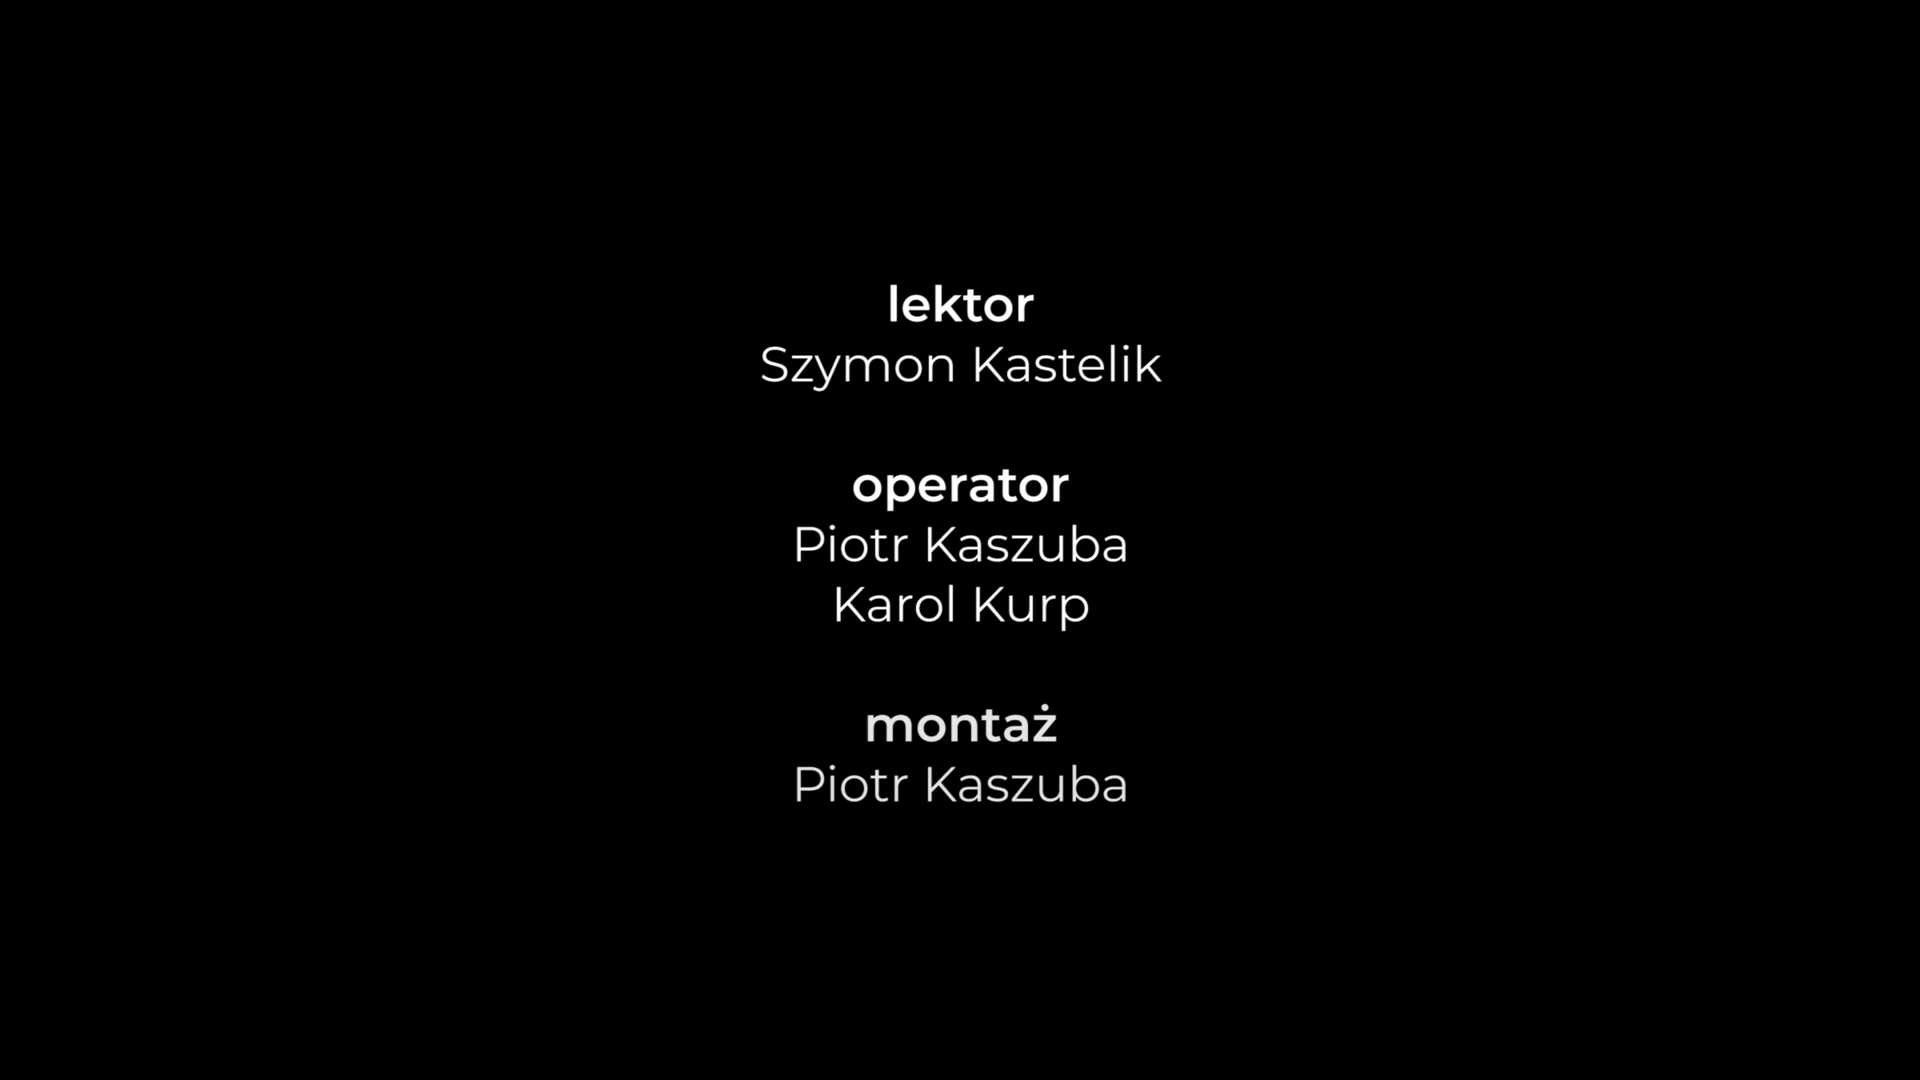 lektor
Szymon Kastelik
operator
Piotr Kaszuba
Karol Kurp
montaż
Piotr Kaszuba